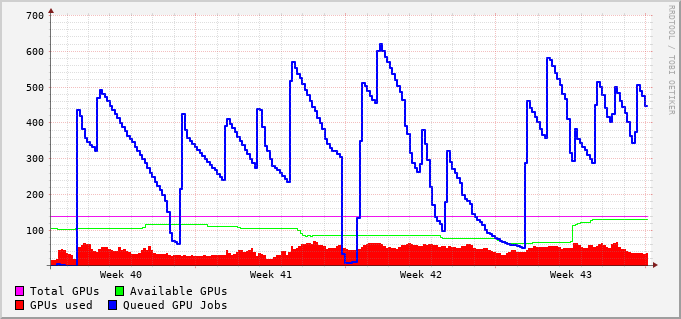 700
600
500
400
300
200
100
Week 40 Week 41 Week 42 Week 43
Total GPUs Available GPUs
GPUs used Queued GPU Jobs
RRDTOOL / TOBI OETIKER